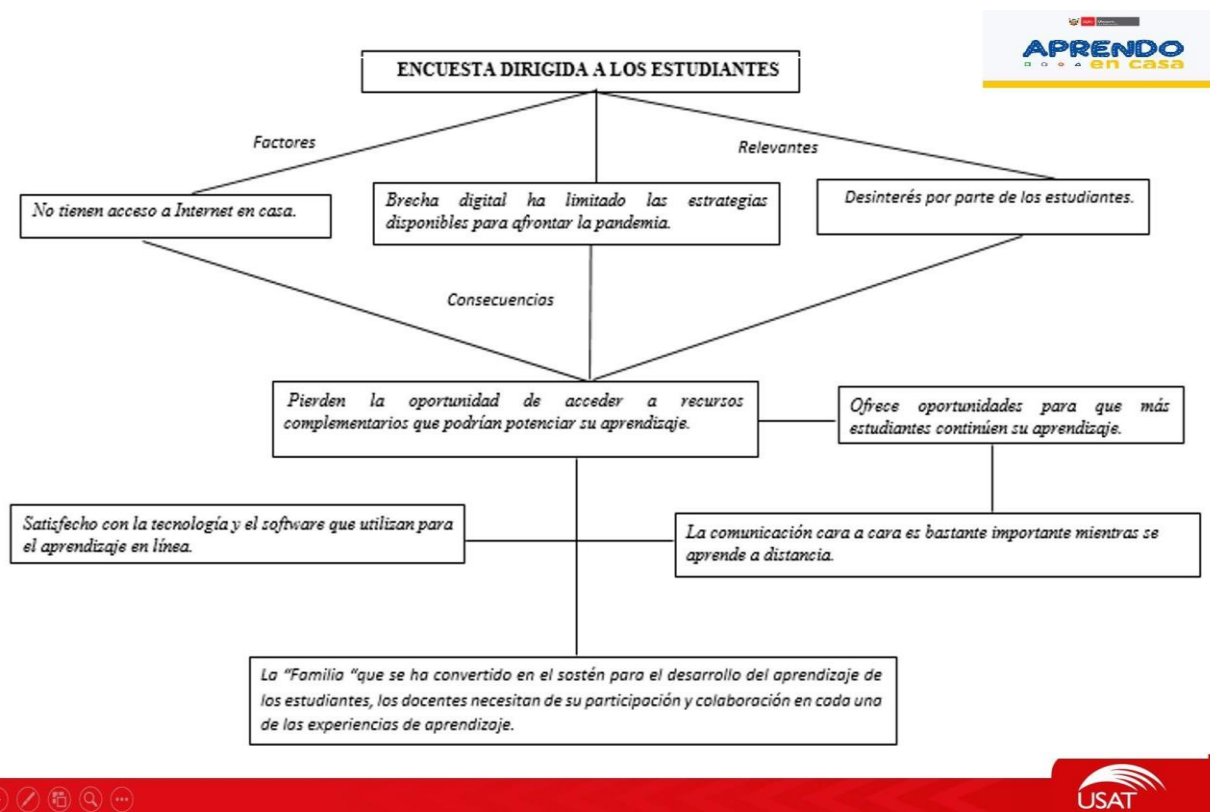 APRENDO
en casa
ENCUESTA DIRIGIDA A LOS ESTUDIANTES
Factores
Relevantes
No tienen acceso a Internet en casa.
Brecha digital ha limitado las estrategias
disponibles para afrontar la pandemia.
Desinterés por parte de los estudiantes.
Consecuencias
Pierden la oportunidad de acceder a recursos
complementarios que podrían potenciar su aprendizaje.
Ofrece oportunidades para que más
estudiantes continúen su aprendizaje.
Satisfecho con la tecnología y el software que utilizan para
el aprendizaje en línea.
La comunicación cara a cara es bastante importante mientras se
aprende a distancia.
La “Familia “que se ha convertido en el sostén para el desarrollo del aprendizaje de
los estudiantes, los docentes necesitan de su participación y colaboración en cada una
de las experiencias de aprendizaje.
USAT